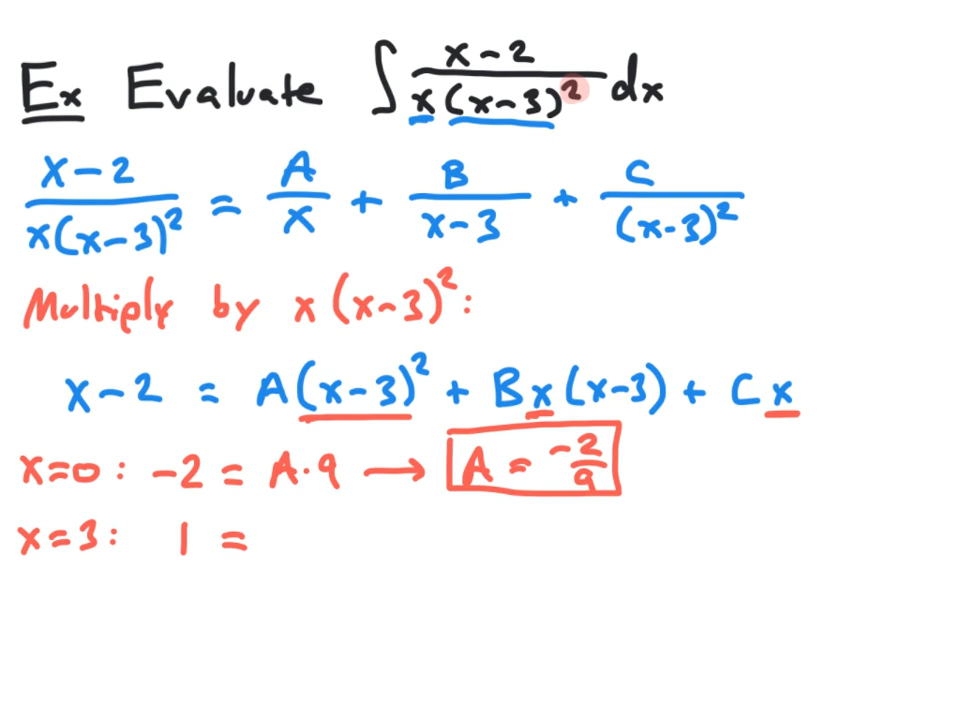 Ex Evaluate ∫ (x-2)/(x(x-3)²) dx
(x-2)/(x(x-3)²) = A/x + B/(x-3) + C/(x-3)²
Multiply by x(x-3)²:
x-2 = A(x-3)² + Bx(x-3) + Cx
x=0: -2 = A·9 → A = -2/9
x=3: 1 =